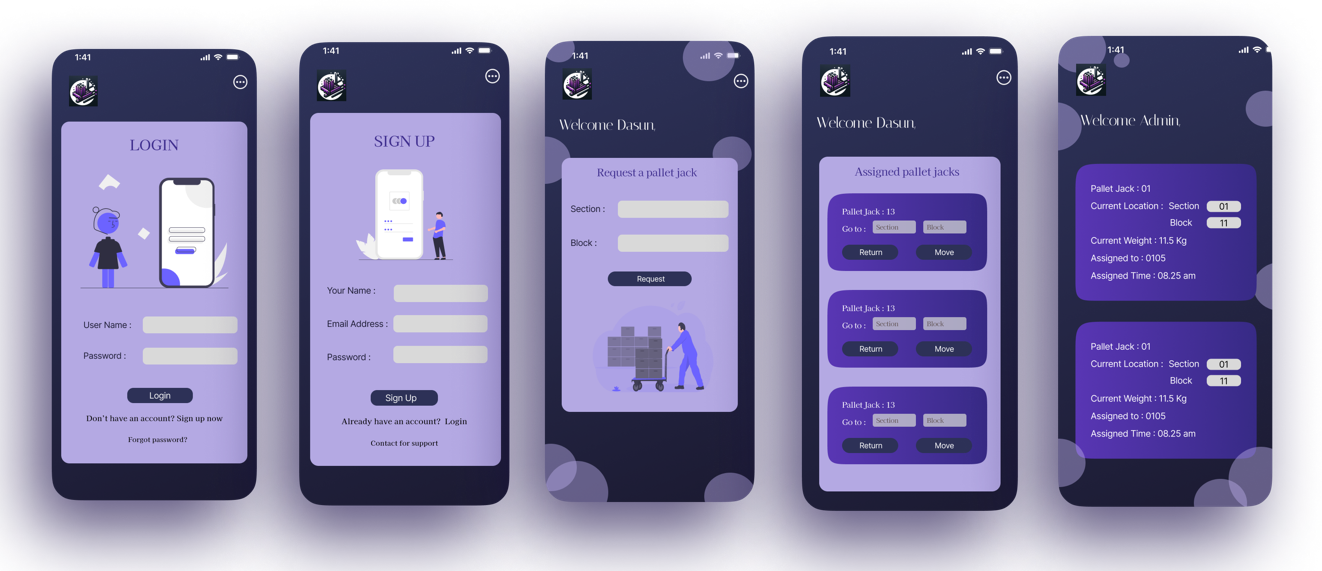 1:41
LOGIN
User Name :
Password :
Login
Don't have an account? Sign up now
Forgot password?
1:41
SIGN UP
Your Name :
Email Address :
Password :
Sign Up
Already have an account? Login
Contact for support
1:41
Welcome Dasun,
Request a pallet jack
Section :
Block :
Request
1:41
Welcome Dasun,
Assigned pallet jacks
Pallet Jack : 13
Go to : Section Block
Return Move
Pallet Jack : 13
Go to : Section Block
Return Move
Pallet Jack : 13
Go to : Section Block
Return Move
1:41
Welcome Admin,
Pallet Jack : 01
Current Location : Section 01
Block 11
Current Weight : 11.5 Kg
Assigned to : 0105
Assigned Time : 08.25 am
Pallet Jack : 01
Current Location : Section 01
Block 11
Current Weight : 11.5 Kg
Assigned to : 0105
Assigned Time : 08.25 am